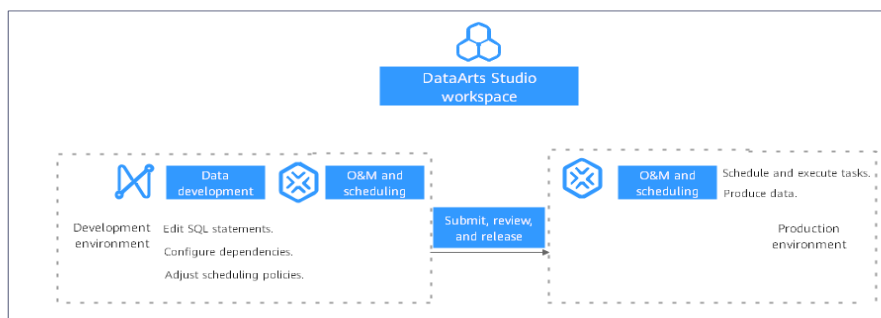 DataArts Studio
workspace
Data
development
O&M and
scheduling
Development
environment
Edit SQL statements.
Configure dependencies.
Adjust scheduling policies.
Submit, review,
and release
O&M and
scheduling
Schedule and execute tasks.
Produce data.
Production
environment